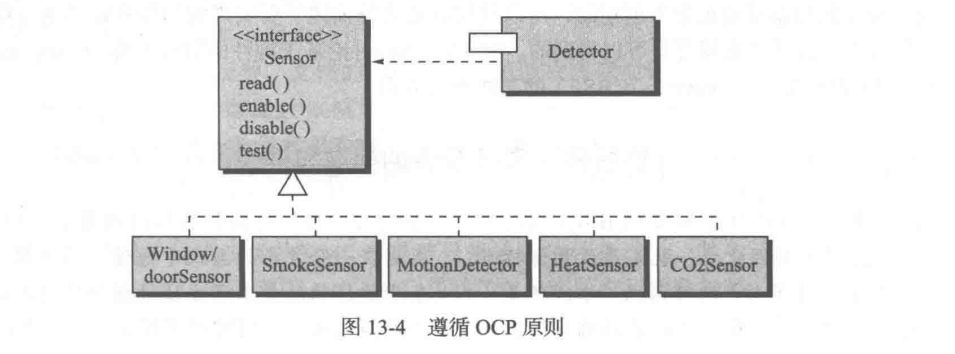 <<interface>>
Sensor
read( )
enable( )
disable( )
test( )
Detector
Window/
doorSensor
SmokeSensor
MotionDetector
HeatSensor
CO2Sensor
图 13-4 遵循 OCP 原则